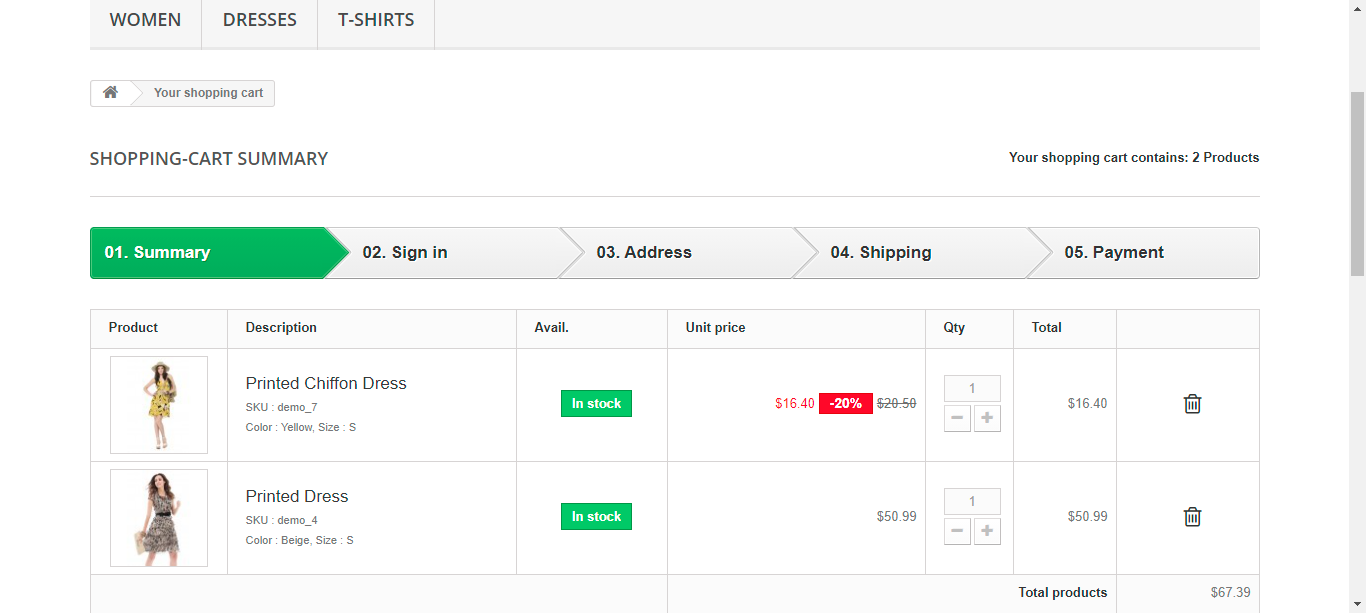 WOMEN DRESSES T-SHIRTS
Your shopping cart
SHOPPING-CART SUMMARY Your shopping cart contains: 2 Products
01. Summary 02. Sign in 03. Address 04. Shipping 05. Payment
Product Description Avail. Unit price Qty Total
Printed Chiffon Dress
SKU : demo_7
Color : Yellow, Size : S
In stock
$16.40 -20% $20.50
1
$16.40
Printed Dress
SKU : demo_4
Color : Beige, Size : S
In stock
$50.99
1
$50.99
Total products $67.39